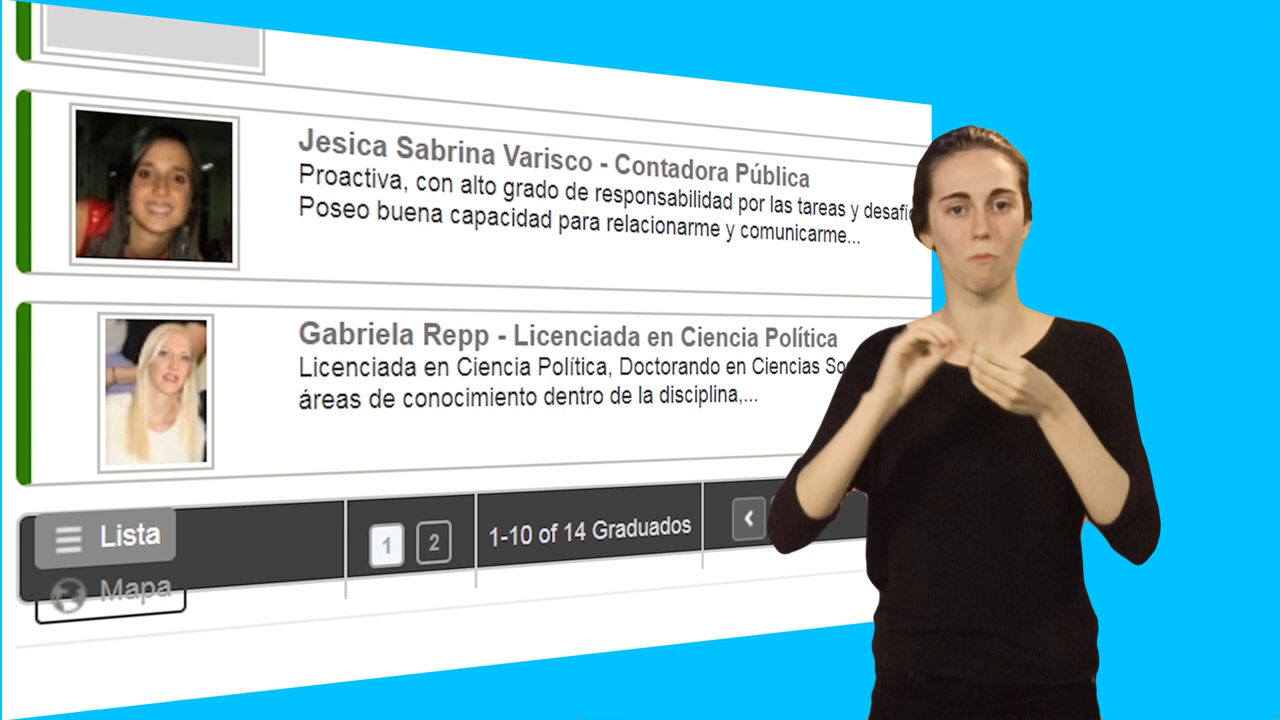 Jesica Sabrina Varisco - Contadora Pública
Proactiva, con alto grado de responsabilidad por las tareas y
Poseo buena capacidad para relacionarme y comunicarme...
Gabriela Repp - Licenciada en Ciencia Política
Licenciada en Ciencia Política, Doctorando en Ciencias
áreas de conocimiento dentro de la disciplina,...
Lista
1 2
1-10 of 14 Graduados
Mapa